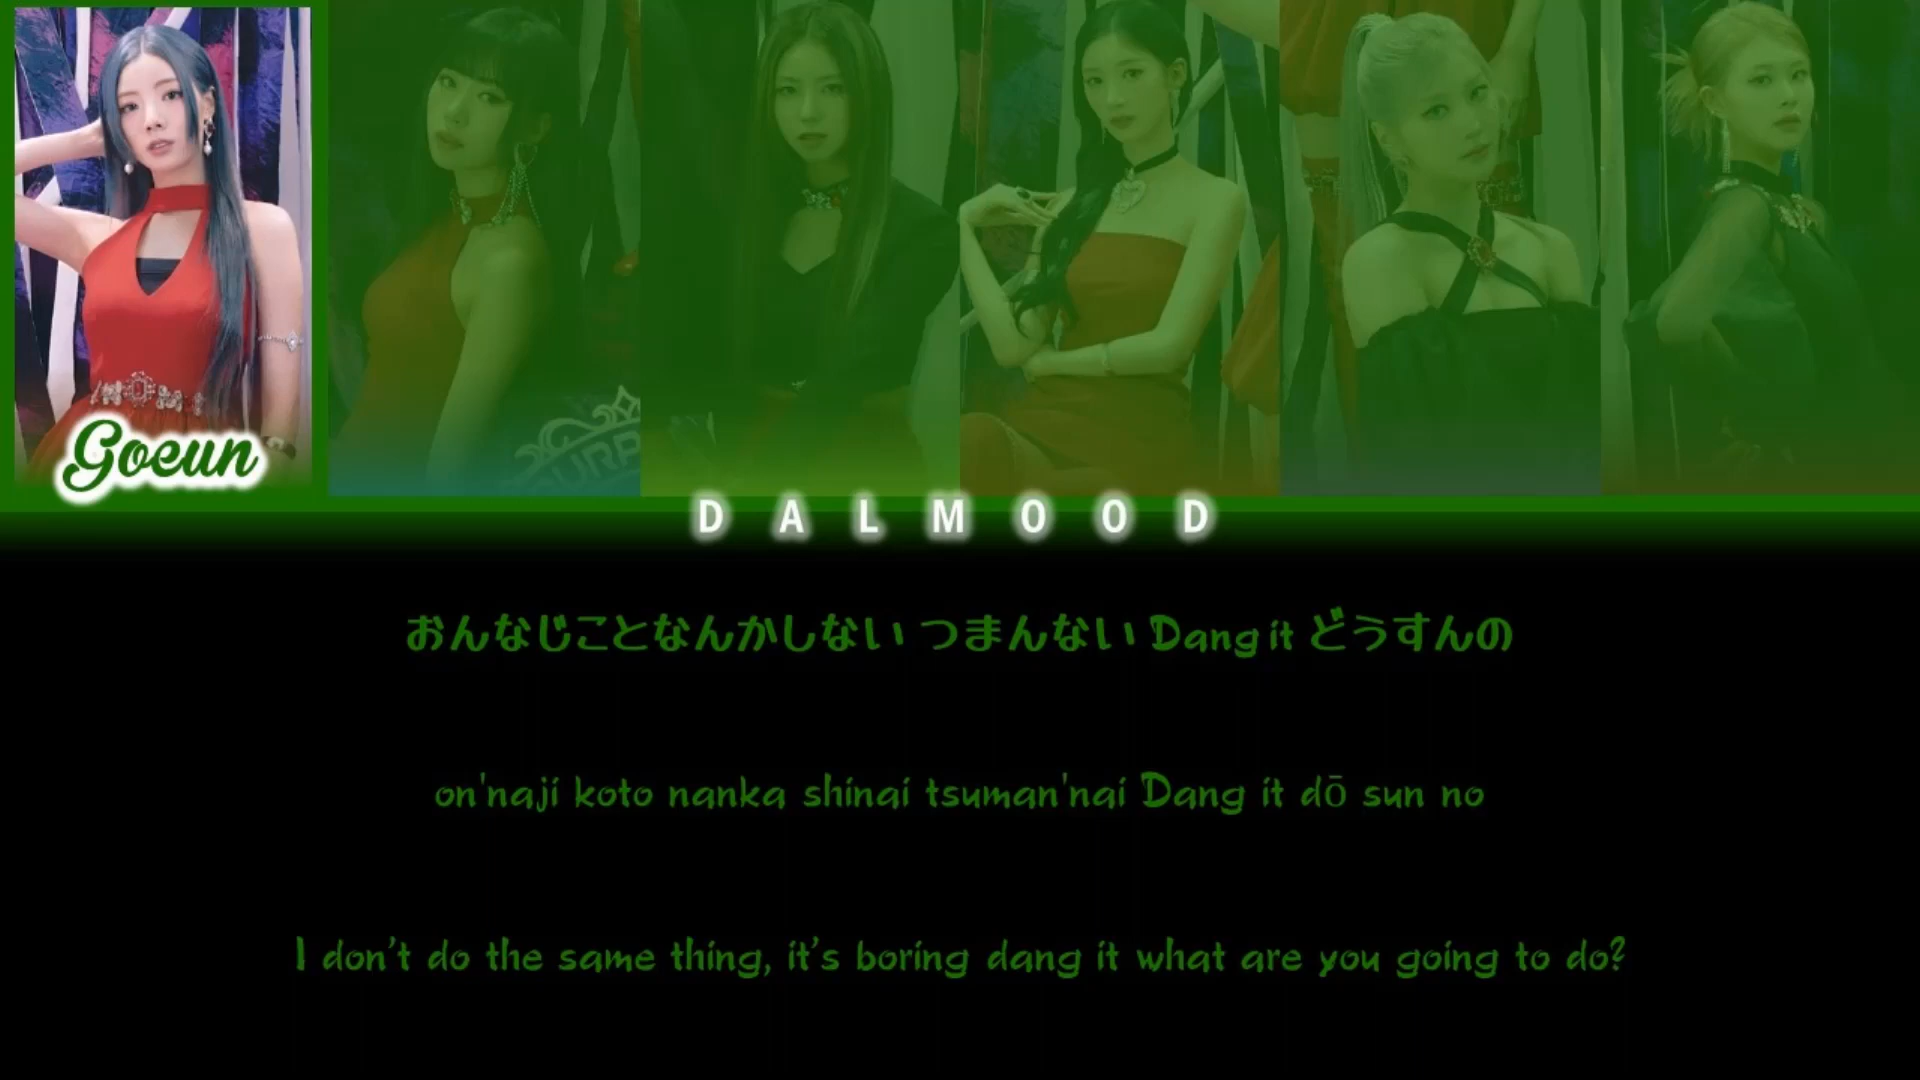 Goeun
DALMOOD
おんなじことなんかしない つまんない Dang it どうすんの
on'naji koto nanka shinai tsuman'nai Dang it dō sun no
I don't do the same thing, it's boring dang it what are you going to do?